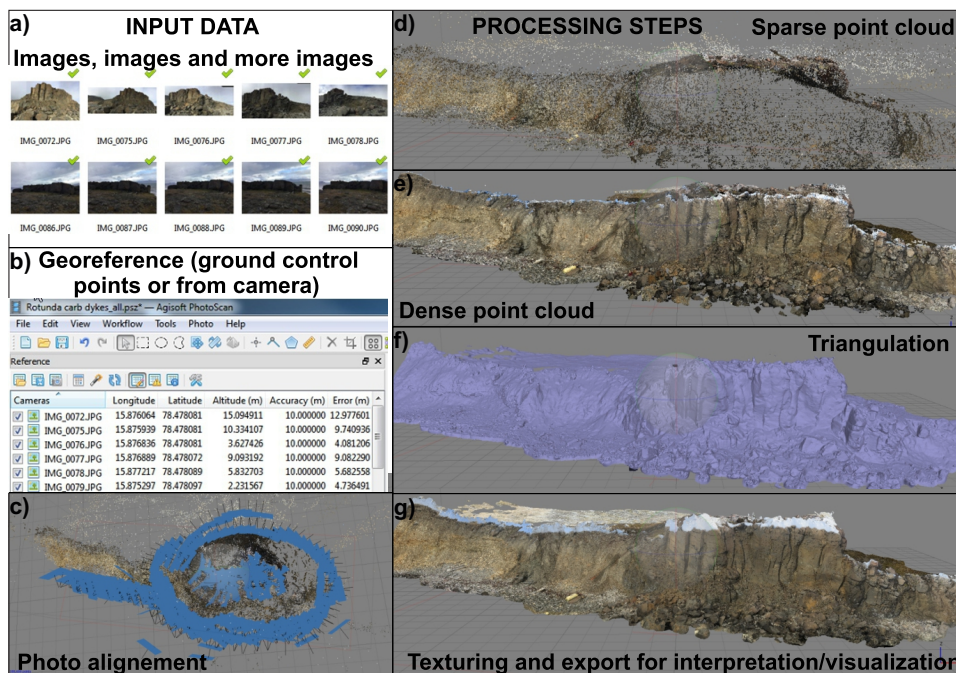 a)
INPUT DATA
Images, images and more images
IMG_0072.JPG IMG_0075.JPG IMG_0076.JPG IMG_0077.JPG IMG_0078.JPG
IMG_0086.JPG IMG_0087.JPG IMG_0088.JPG IMG_0089.JPG IMG_0090.JPG
b) Georeference (ground control
points or from camera)
Rotunda carb dykes_all.psz* — Agisoft PhotoScan
File Edit View Workflow Tools Photo Help
Reference
Cameras Longitude Latitude Altitude (m) Accuracy (m) Error (m)
IMG_0072.JPG 15.876064 78.478081 15.094911 10.000000 12.977601
IMG_0075.JPG 15.875939 78.478081 10.334107 10.000000 9.740936
IMG_0076.JPG 15.876836 78.478081 3.627426 10.000000 4.081206
IMG_0077.JPG 15.876889 78.478072 9.093192 10.000000 9.082290
IMG_0078.JPG 15.877217 78.478089 5.832703 10.000000 5.682558
IMG_0079.JPG 15.875297 78.478097 2.231567 10.000000 4.736491
c)
Photo alignement
d)
PROCESSING STEPS
Sparse point cloud
e)
Dense point cloud
f)
Triangulation
g)
Texturing and export for interpretation/visualization